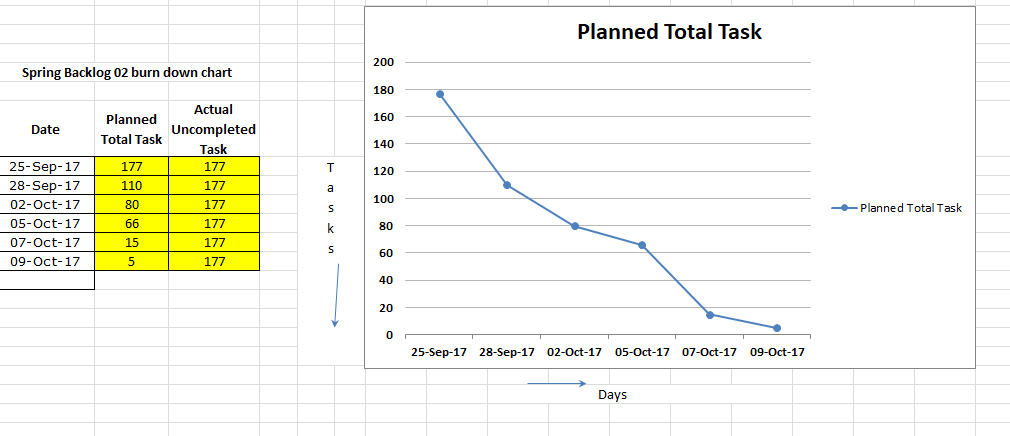 Spring Backlog 02 burn down chart
Date Planned Total Task Actual Uncompleted Task
25-Sep-17 177 177
28-Sep-17 110 177
02-Oct-17 80 177
05-Oct-17 66 177
07-Oct-17 15 177
09-Oct-17 5 177
Tasks
Planned Total Task
200
180
160
140
120
100
80
60
40
20
0
25-Sep-17 28-Sep-17 02-Oct-17 05-Oct-17 07-Oct-17 09-Oct-17
Planned Total Task
Days